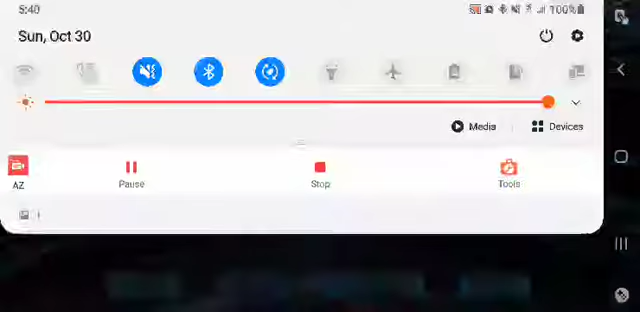 5:40
100%
Sun, Oct 30
Media
Devices
AZ
Pause
Stop
Tools